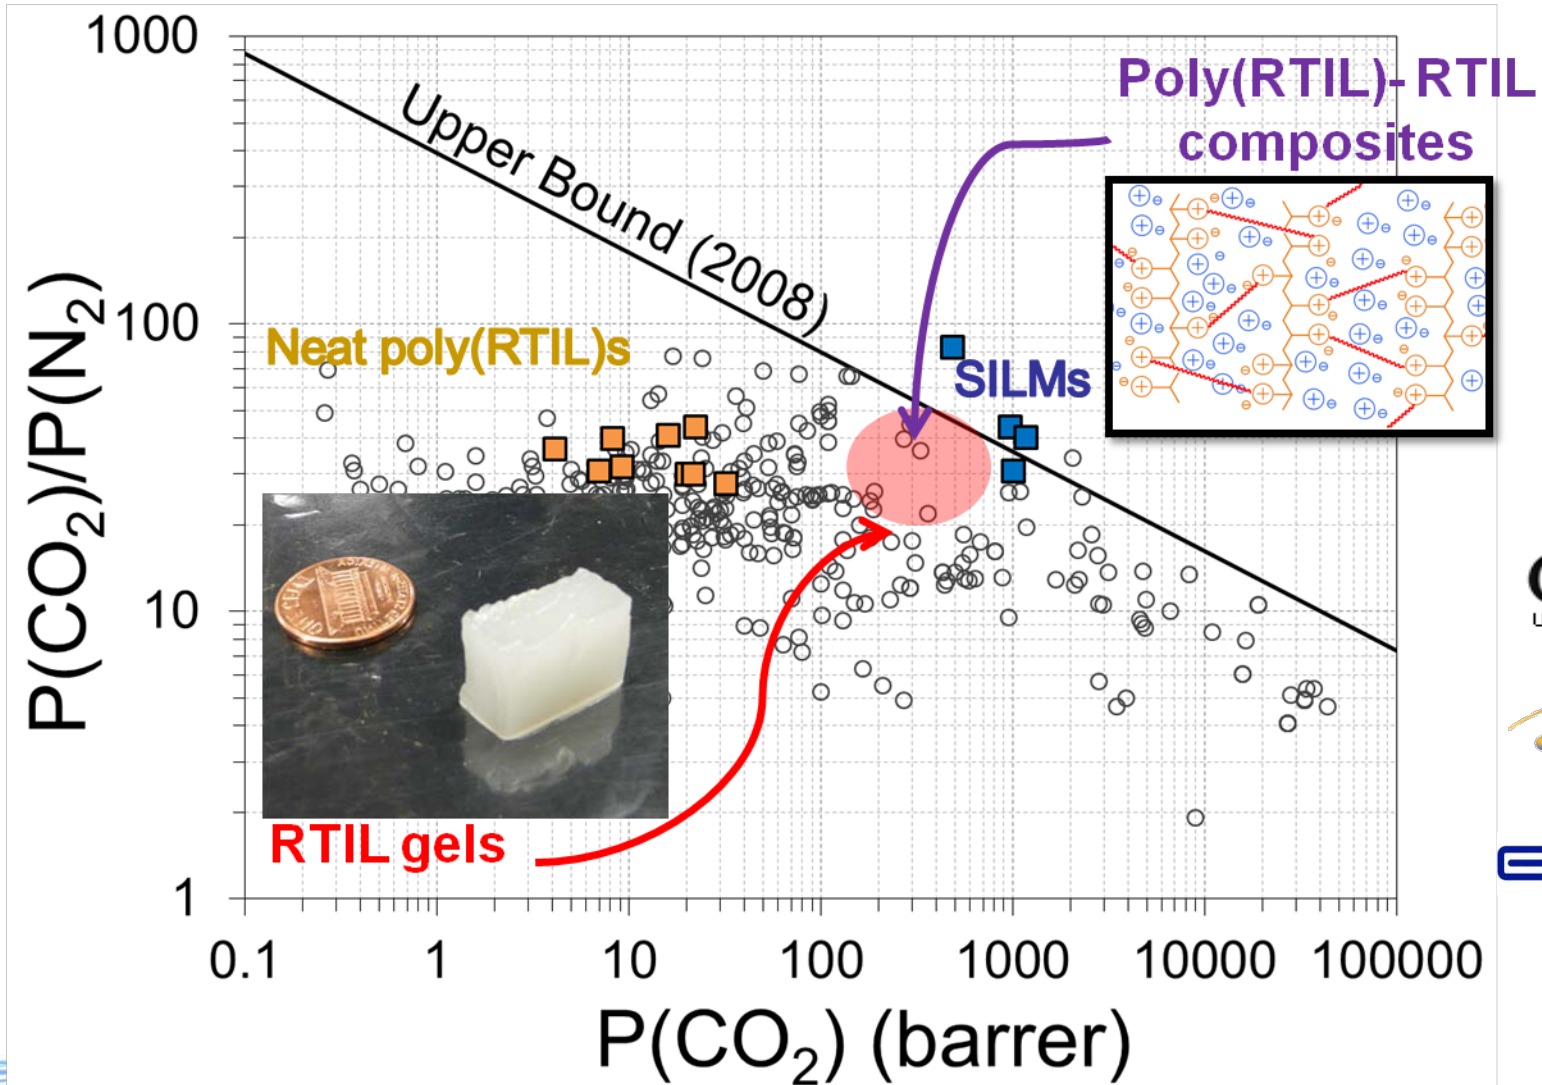 1000
Poly(RTIL)- RTIL
composites
Upper Bound (2008)
100
Neat poly(RTIL)s
SILMs
10
RTIL gels
1
0.1
1
10
100
1000
10000
100000
P(CO₂)/P(N₂)
P(CO₂) (barrer)